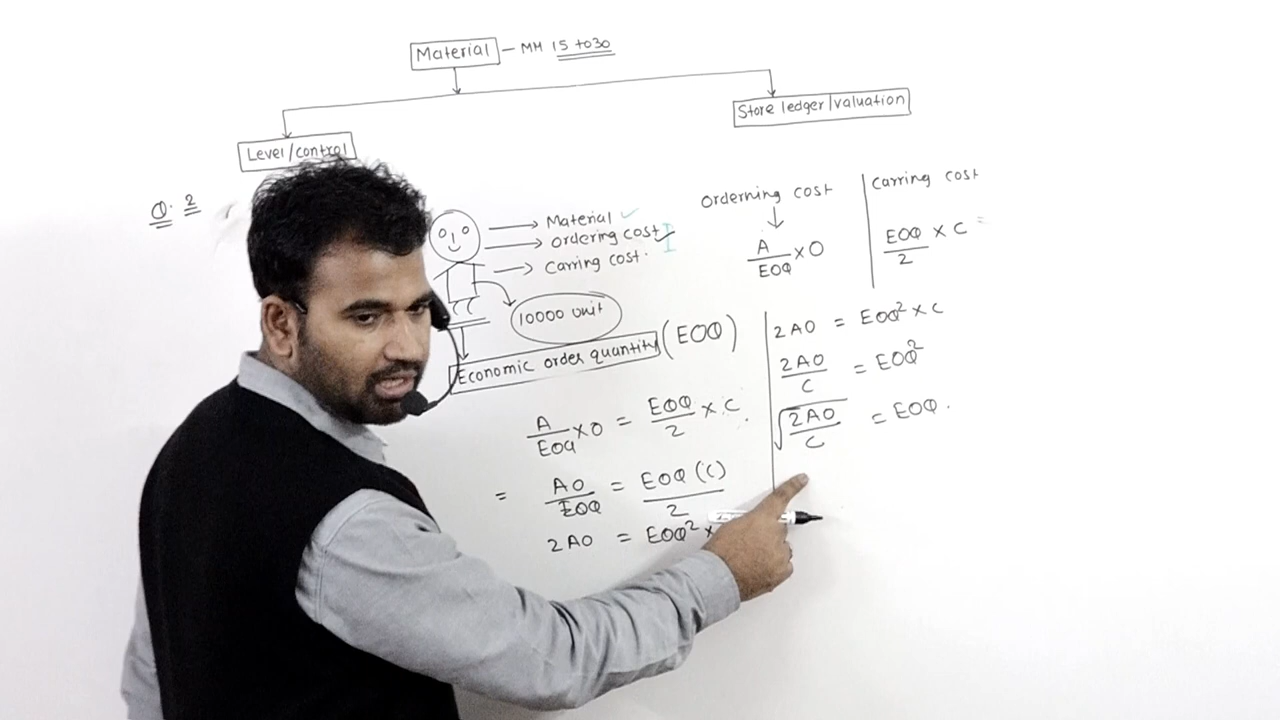 Material – MH 15 to 30
Level/control
Store ledger/valuation
Q. 2
Material ✓
ordering cost ✓
Carring cost.
10000 unit
Economic order quantity (EOQ)
orderning cost
A/EOQ × O
Carring cost
EOQ/2 × C =
A/EOQ × O = EOQ/2 × C.
= AO/EOQ = EOQ (C)/2
2AO = EOQ² ×
2AO = EOQ² × C
2AO/C = EOQ²
√2AO/C = EOQ.